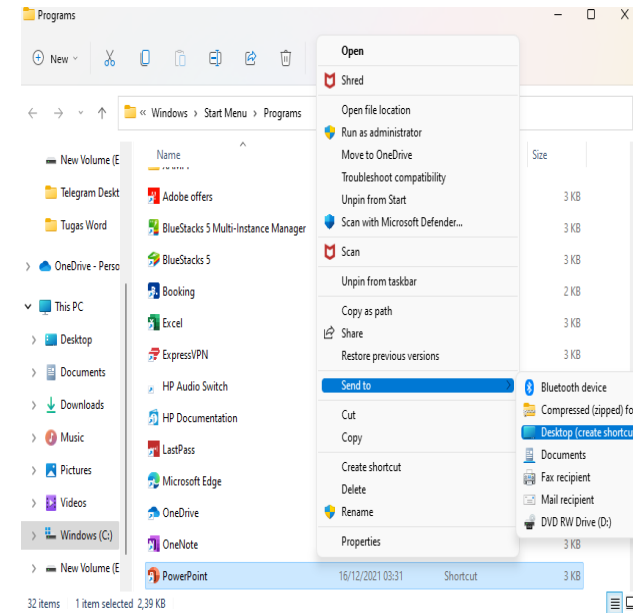 Programs
New
« Windows > Start Menu > Programs
Name
Size
New Volume (E
Telegram Deskt
Tugas Word
OneDrive - Perso
This PC
Desktop
Documents
Downloads
Music
Pictures
Videos
Windows (C:)
New Volume (E
Adobe offers
3 KB
BlueStacks 5 Multi-Instance Manager
3 KB
BlueStacks 5
3 KB
Booking
2 KB
Excel
3 KB
ExpressVPN
3 KB
HP Audio Switch
HP Documentation
LastPass
Microsoft Edge
OneDrive
OneNote
3 KB
PowerPoint 16/12/2021 03:31 Shortcut 3 KB
Open
Shred
Open file location
Run as administrator
Move to OneDrive
Troubleshoot compatibility
Unpin from Start
Scan with Microsoft Defender...
Scan
Unpin from taskbar
Copy as path
Share
Restore previous versions
Send to
Cut
Copy
Create shortcut
Delete
Rename
Properties
Bluetooth device
Compressed (zipped) fo
Desktop (create shortcu
Documents
Fax recipient
Mail recipient
DVD RW Drive (D:)
32 items 1 item selected 2,39 KB